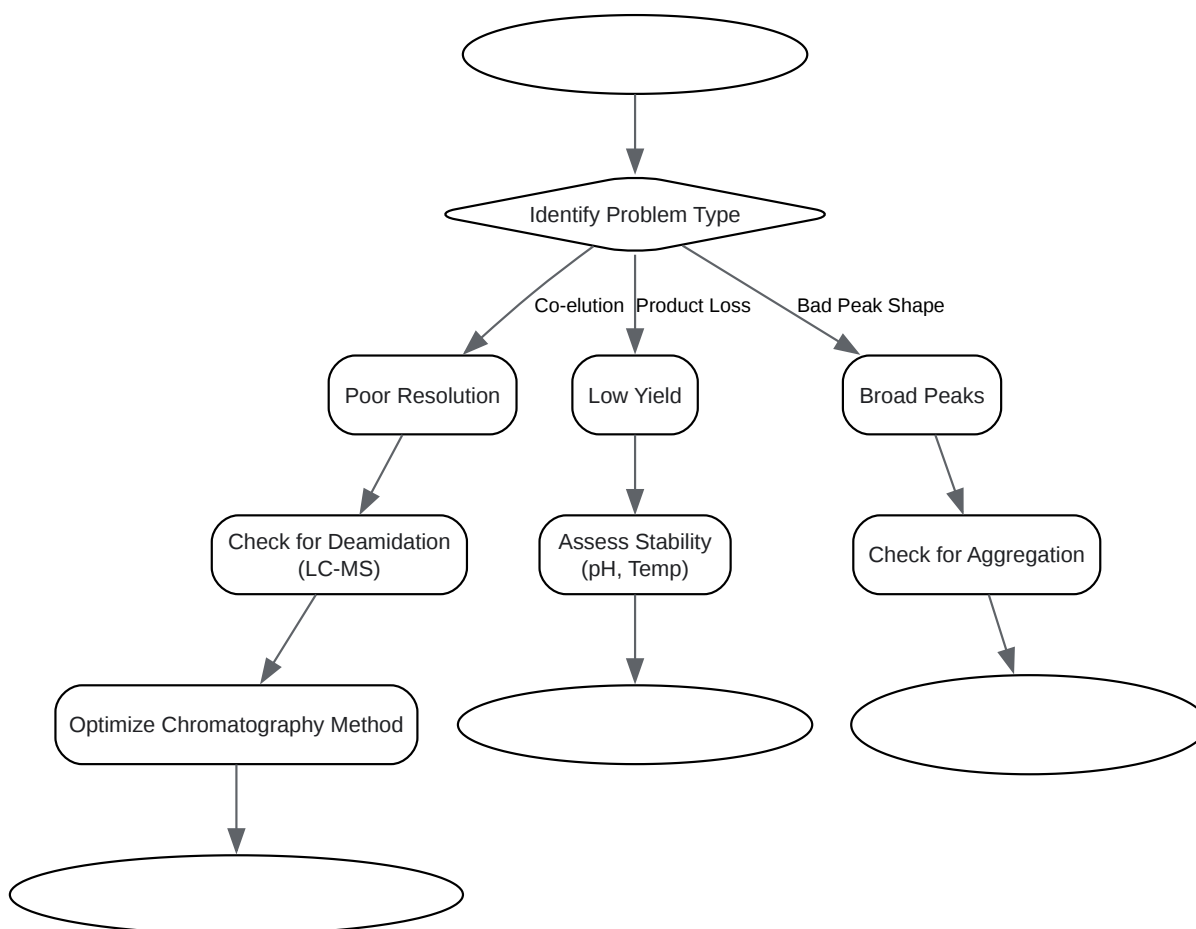 Identify Problem Type
Co-elution
Product Loss
Bad Peak Shape
Poor Resolution
Low Yield
Broad Peaks
Check for Deamidation
(LC-MS)
Assess Stability
(pH, Temp)
Check for Aggregation
Optimize Chromatography Method